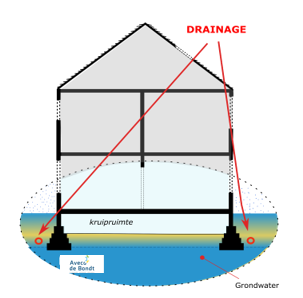 DRAINAGE
kruipruimte
Aveco
de Bondt
Grondwater